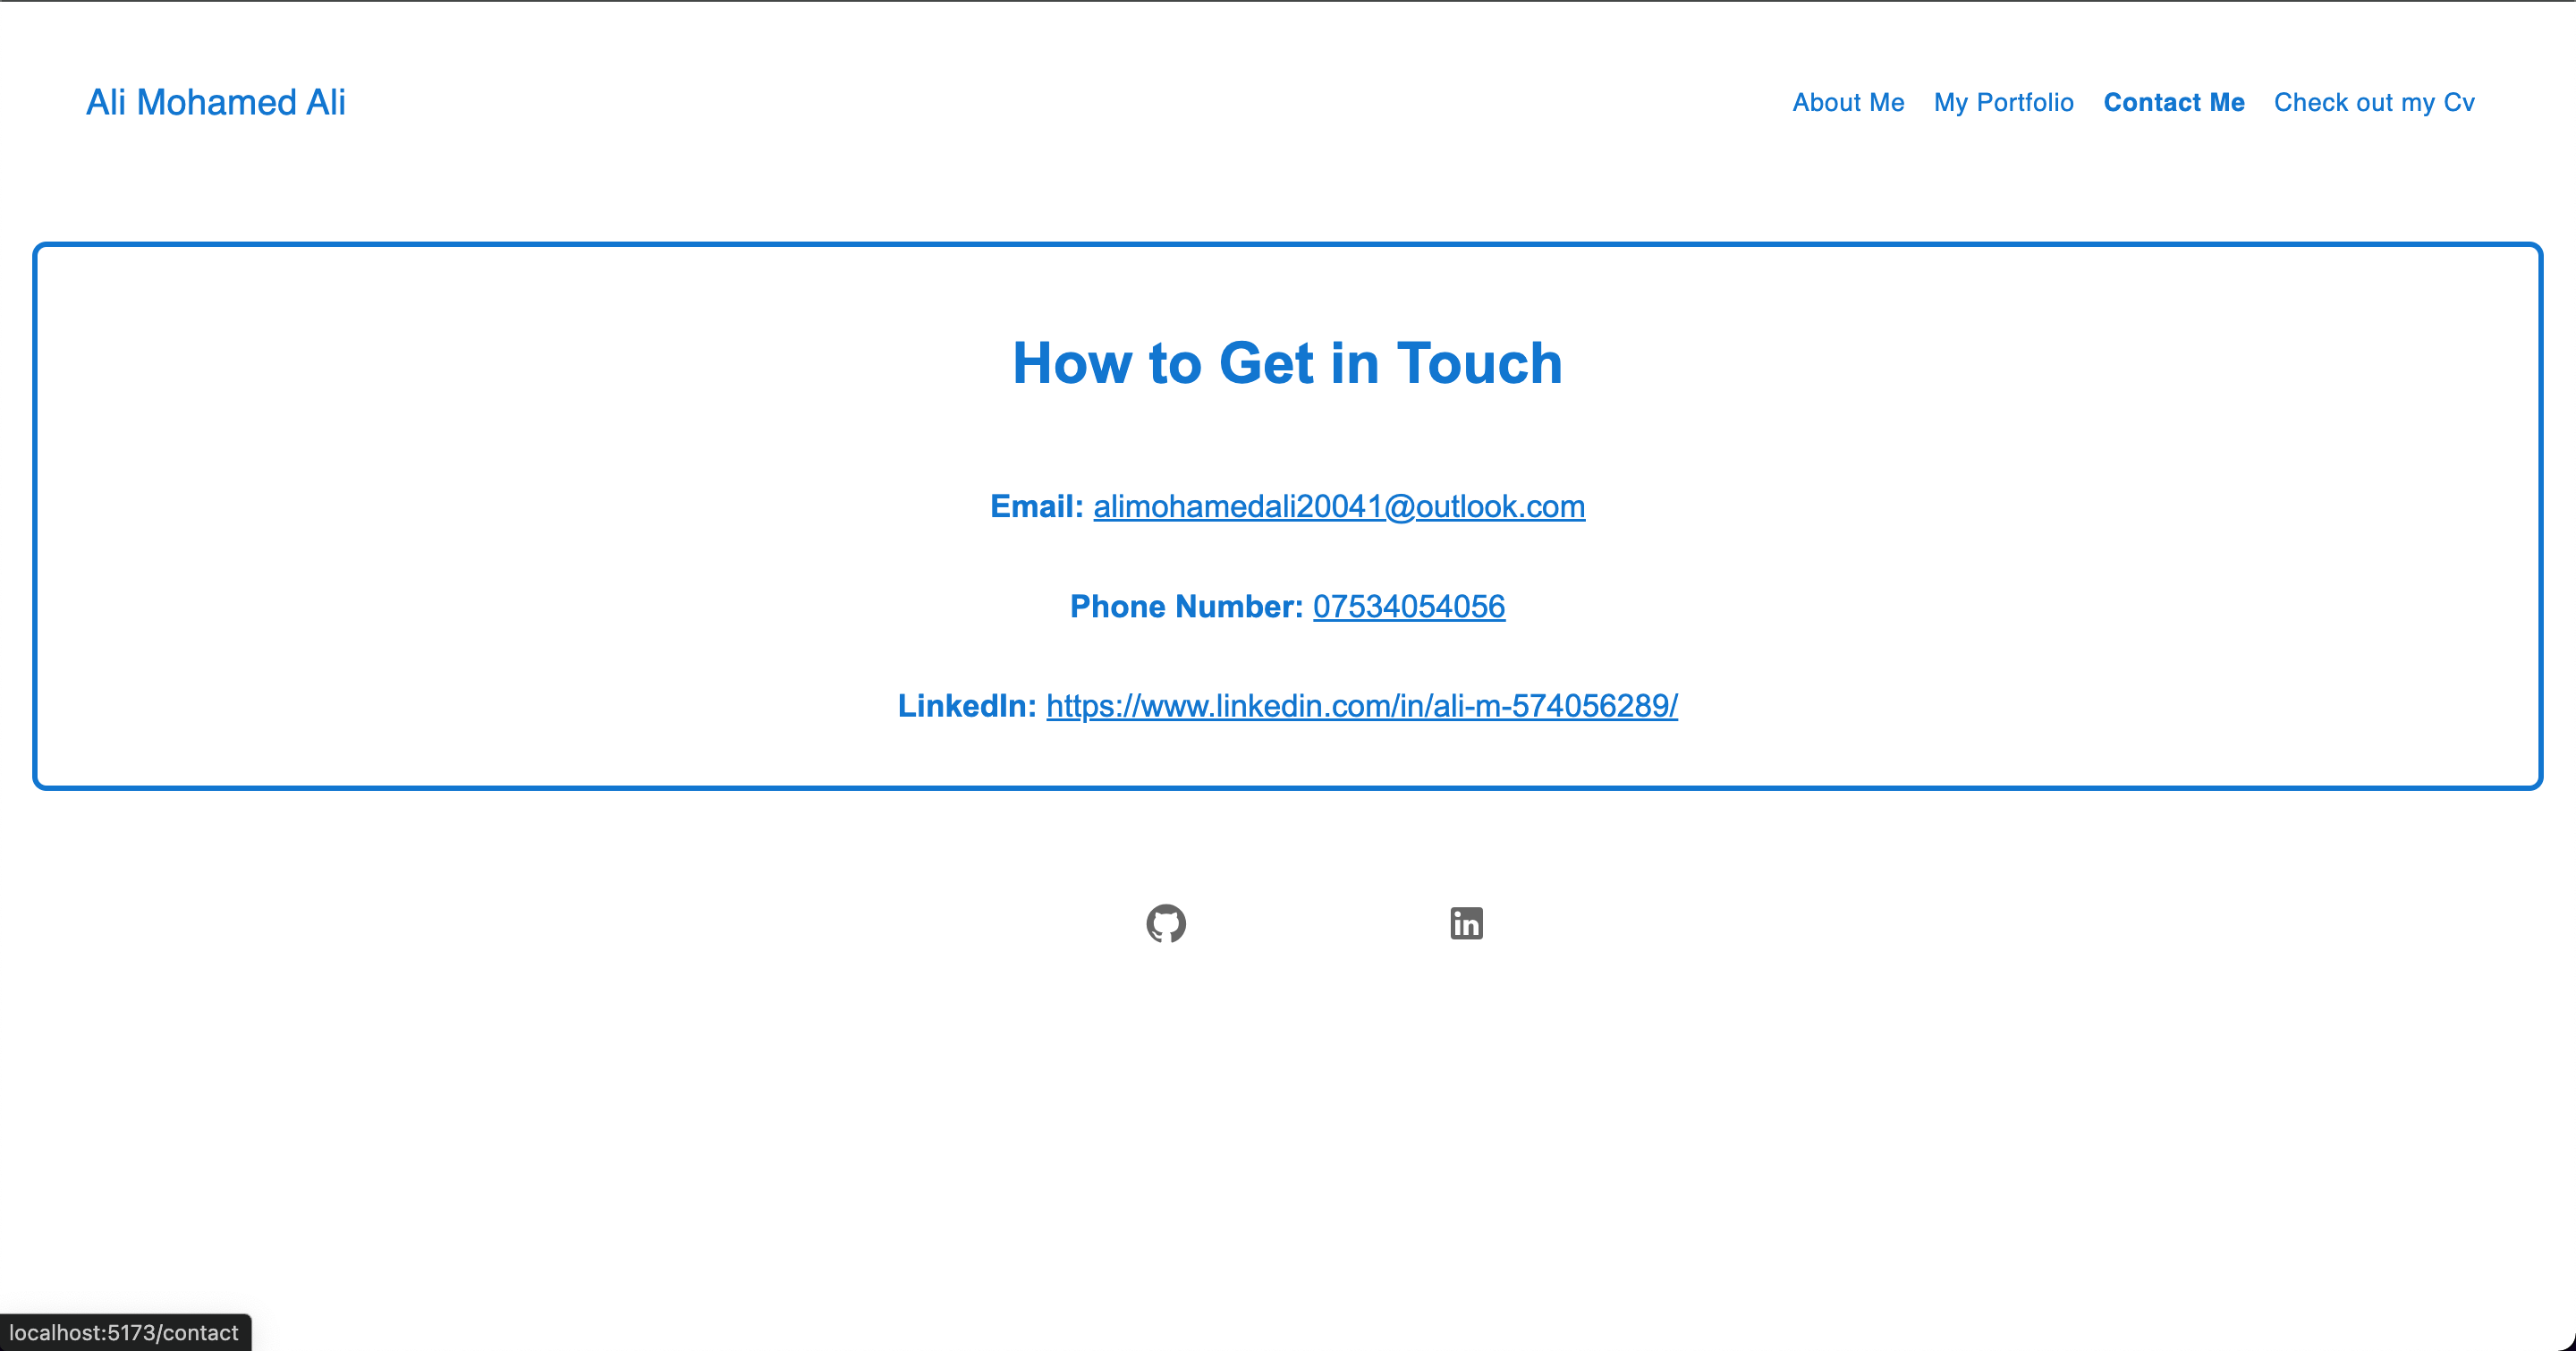 Ali Mohamed Ali
About Me My Portfolio Contact Me Check out my Cv
How to Get in Touch
Email: alimohamedali20041@outlook.com
Phone Number: 07534054056
LinkedIn: https://www.linkedin.com/in/ali-m-574056289/
in
localhost:5173/contact